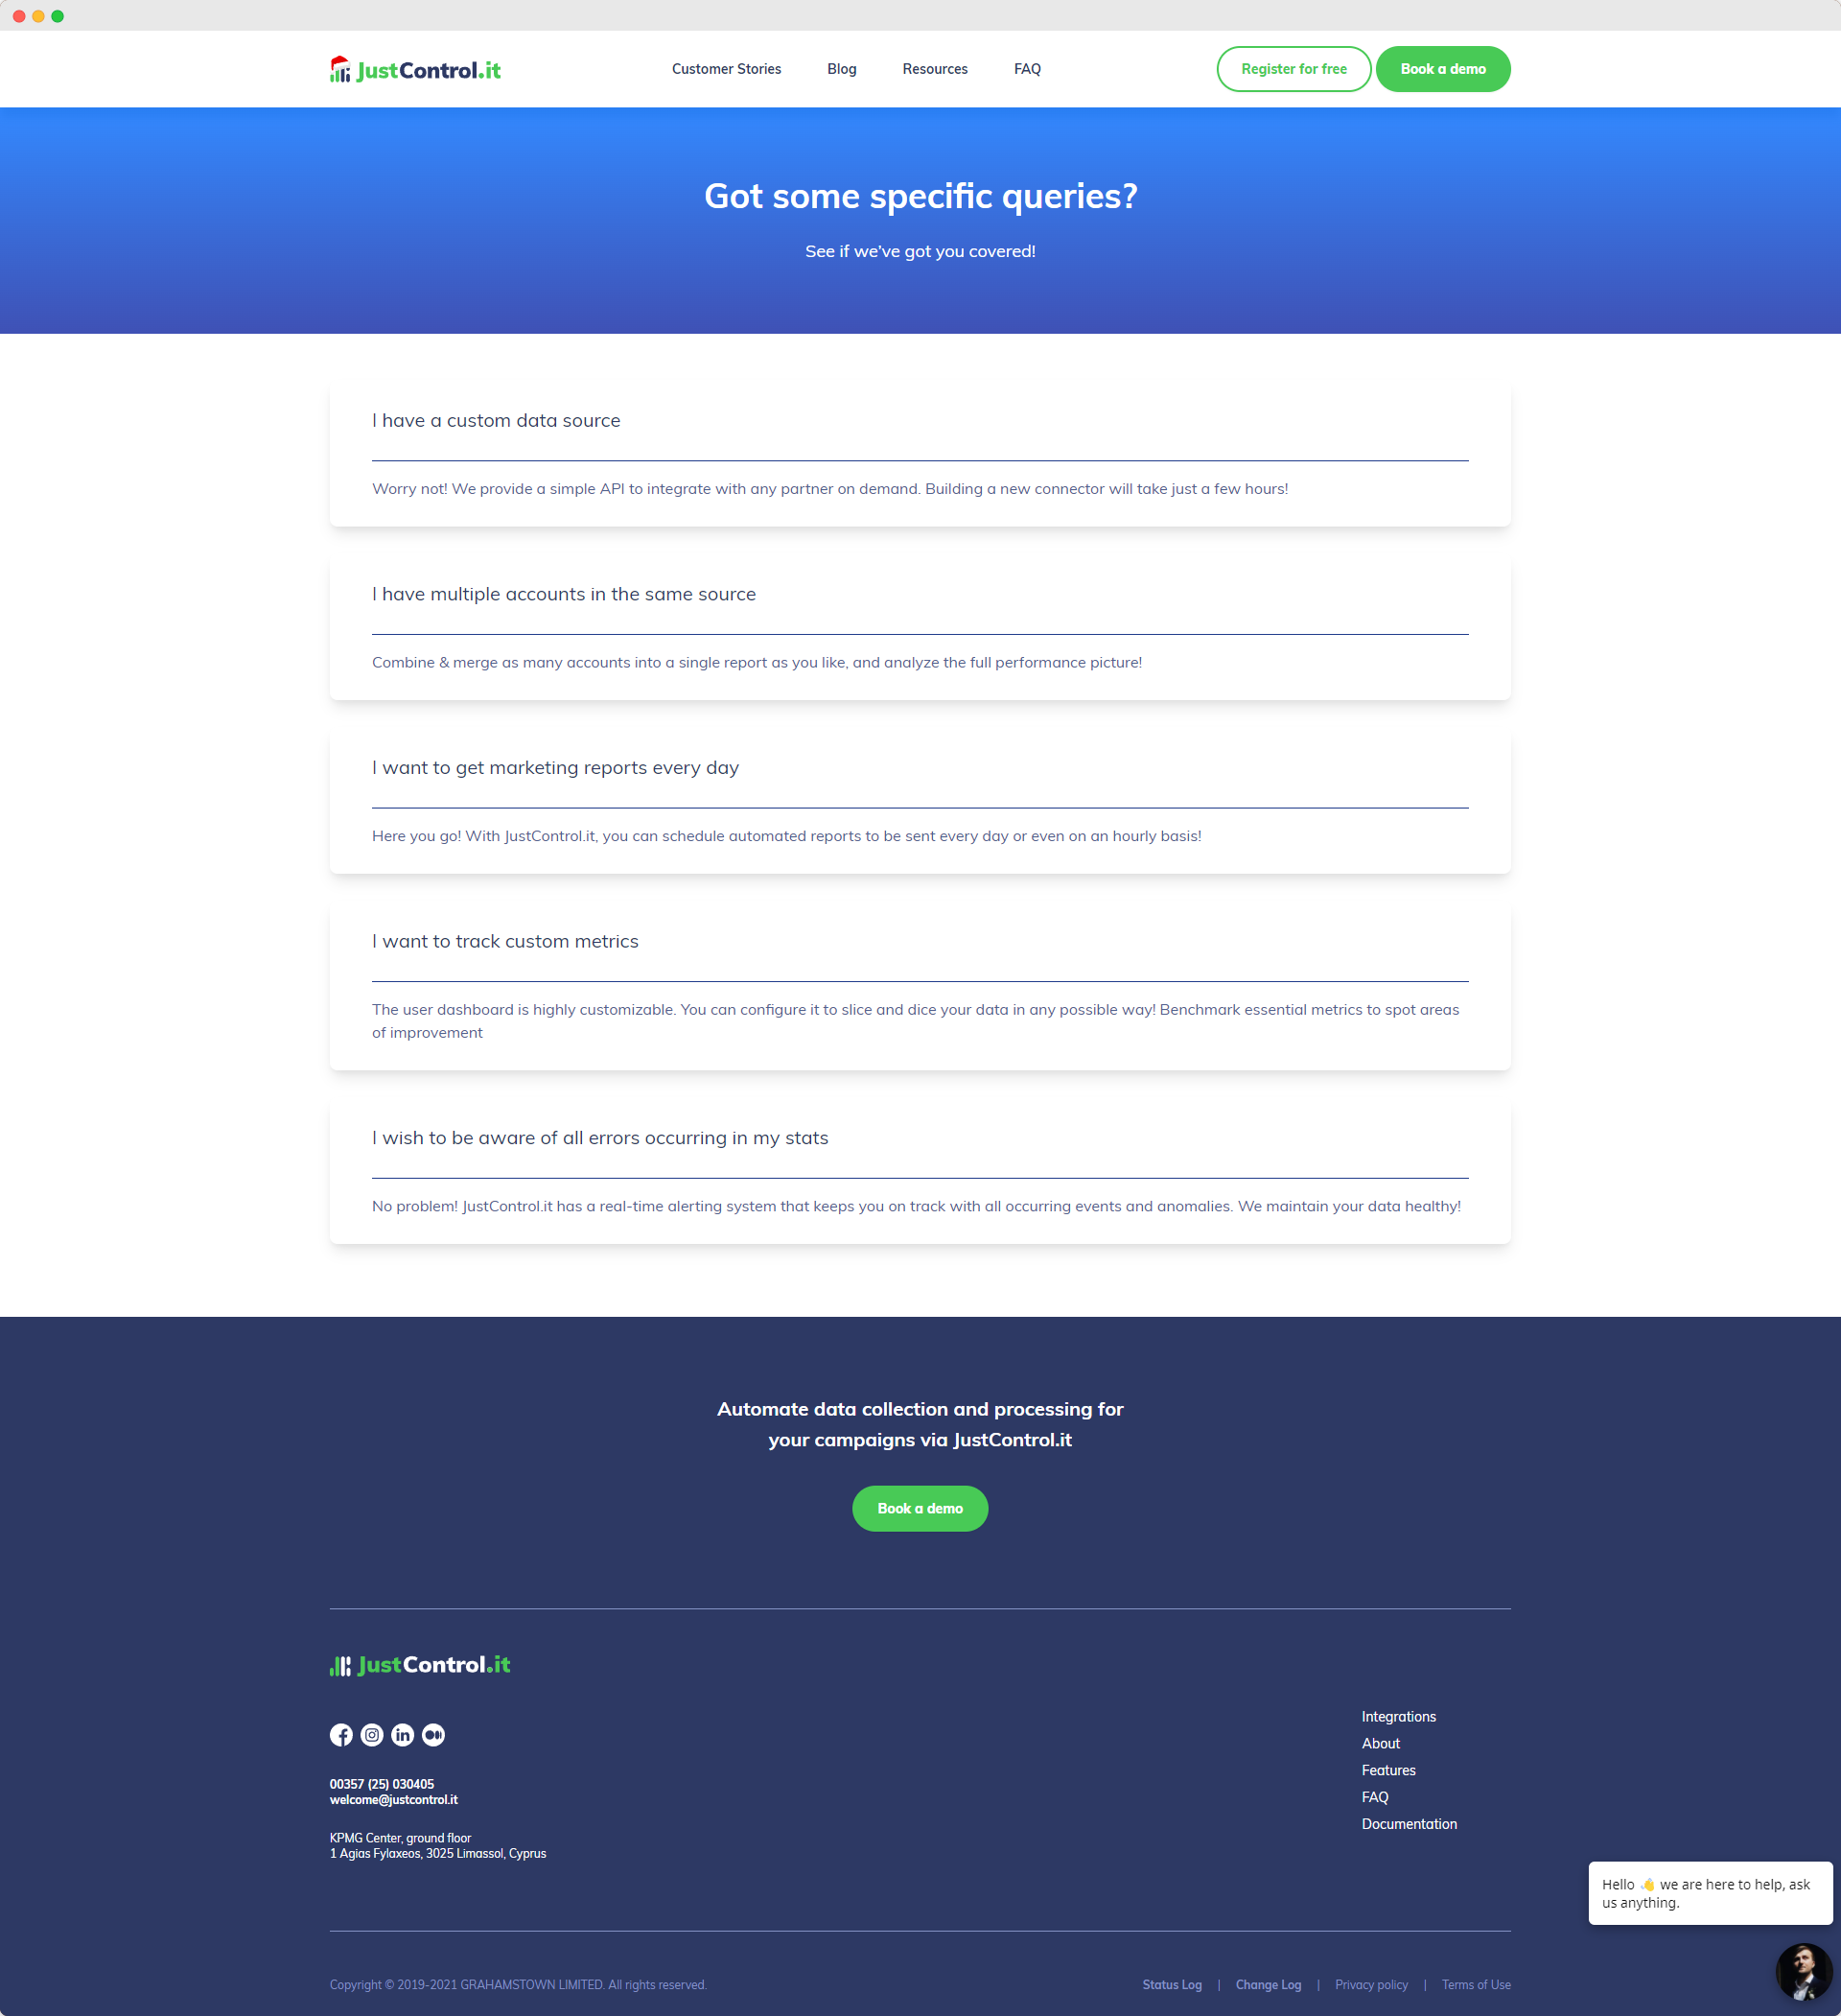 JustControl.it
Customer Stories
Blog
Resources
FAQ
Register for free
Book a demo
Got some specific queries?
See if we've got you covered!
I have a custom data source
Worry not! We provide a simple API to integrate with any partner on demand. Building a new connector will take just a few hours!
I have multiple accounts in the same source
Combine & merge as many accounts into a single report as you like, and analyze the full performance picture!
I want to get marketing reports every day
Here you go! With JustControl.it, you can schedule automated reports to be sent every day or even on an hourly basis!
I want to track custom metrics
The user dashboard is highly customizable. You can configure it to slice and dice your data in any possible way! Benchmark essential metrics to spot areas
of improvement
I wish to be aware of all errors occurring in my stats
No problem! JustControl.it has a real-time alerting system that keeps you on track with all occurring events and anomalies. We maintain your data healthy!
Automate data collection and processing for
your campaigns via JustControl.it
Book a demo
JustControl.it
00357 (25) 030405
welcome@justcontrol.it
KPMG Center, ground floor
1 Agias Fylaxeos, 3025 Limassol, Cyprus
Integrations
About
Features
FAQ
Documentation
Hello 👋 we are here to help, ask
us anything.
Copyright © 2019-2021 GRAHAMSTOWN LIMITED. All rights reserved.
Status Log | Change Log | Privacy policy | Terms of Use